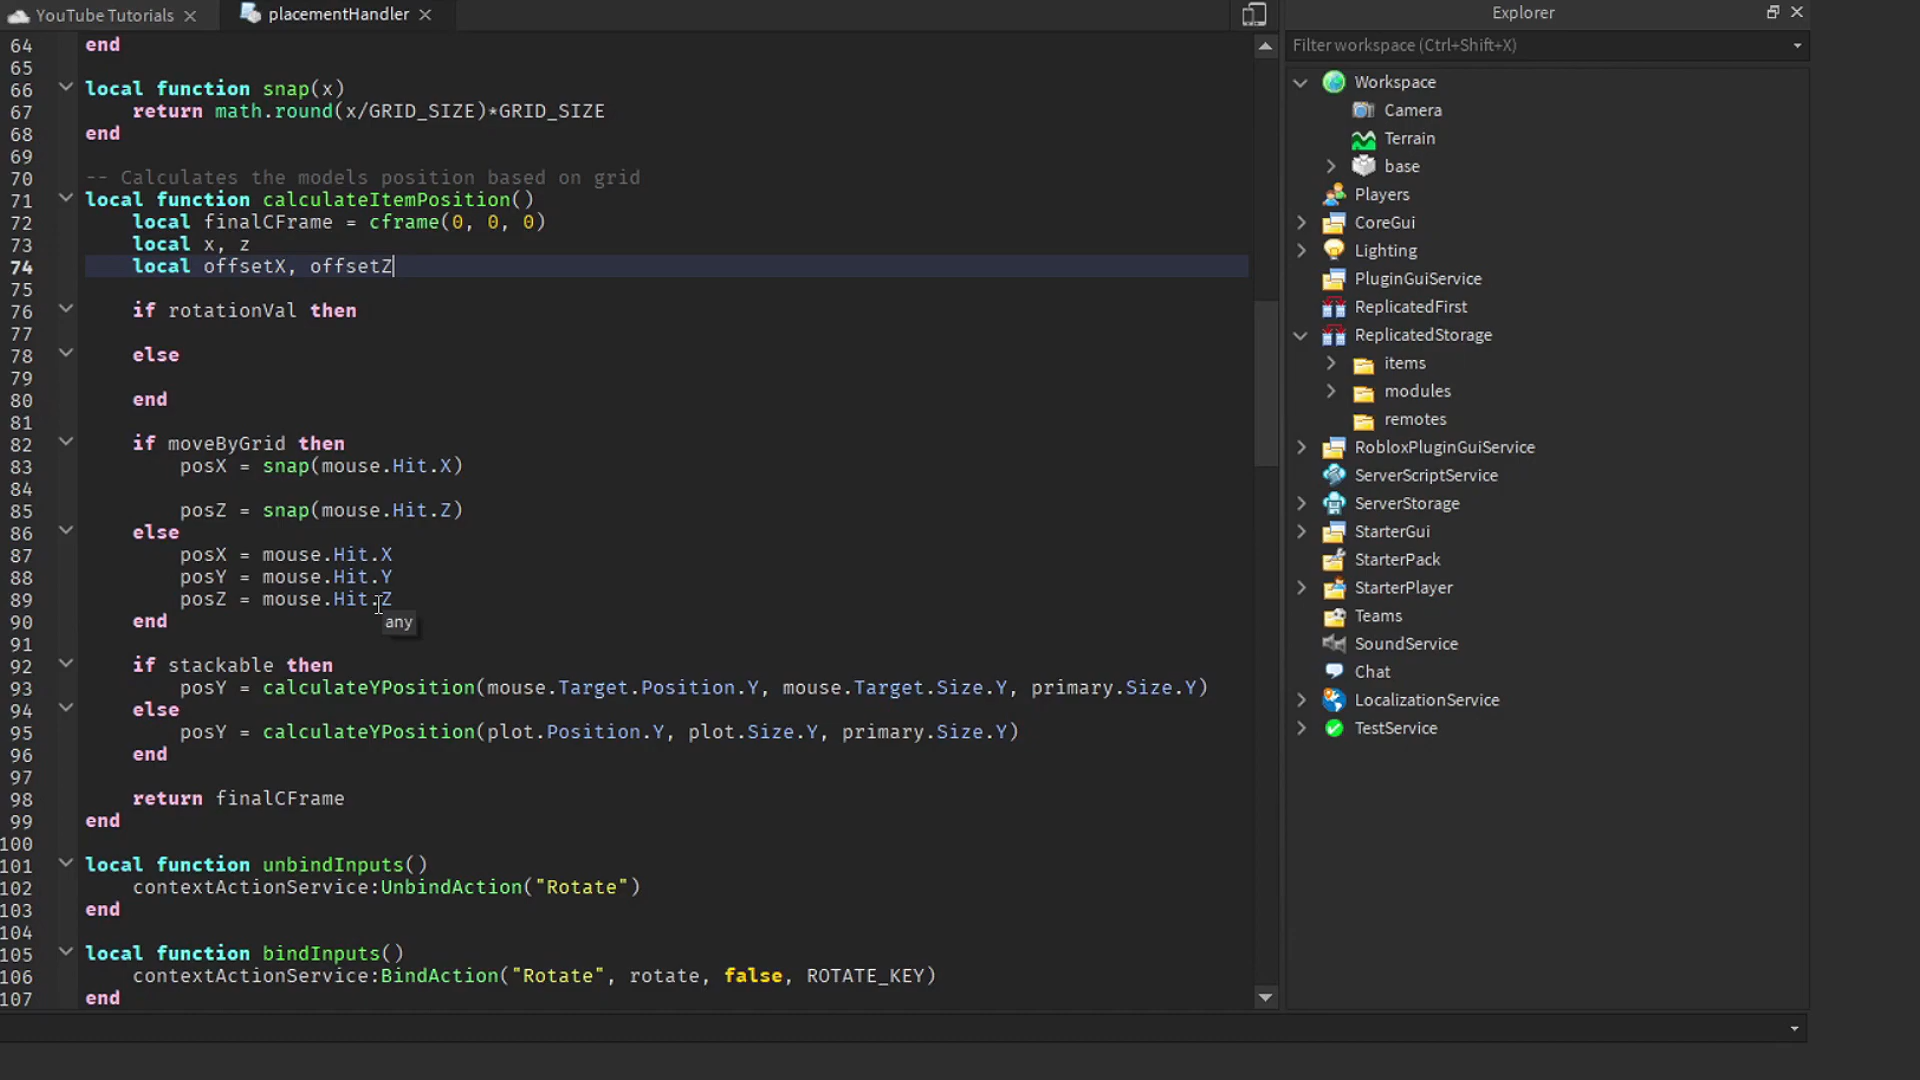 YouTube Tutorials
placementHandler
64 end
65
66 local function snap(x)
67 return math.round(x/GRID_SIZE)*GRID_SIZE
68 end
69
70 -- Calculates the models position based on grid
71 local function calculateItemPosition()
72 local finalCFrame = cframe(0, 0, 0)
73 local x, z
74 local offsetX, offsetZ
75
76 if rotationVal then
77
78 else
79
80 end
81
82 if moveByGrid then
83 posX = snap(mouse.Hit.X)
84
85 posZ = snap(mouse.Hit.Z)
86 else
87 posX = mouse.Hit.X
88 posY = mouse.Hit.Y
89 posZ = mouse.Hit.Z
90 end
any
91
92 if stackable then
93 posY = calculateYPosition(mouse.Target.Position.Y, mouse.Target.Size.Y, primary.Size.Y)
94 else
95 posY = calculateYPosition(plot.Position.Y, plot.Size.Y, primary.Size.Y)
96 end
97
98 return finalCFrame
99 end
100
101 local function unbindInputs()
102 contextActionService:UnbindAction("Rotate")
103 end
104
105 local function bindInputs()
106 contextActionService:BindAction("Rotate", rotate, false, ROTATE_KEY)
107 end
Explorer
Filter workspace (Ctrl+Shift+X)
Workspace
Camera
Terrain
base
Players
CoreGui
Lighting
PluginGuiService
ReplicatedFirst
ReplicatedStorage
items
modules
remotes
RobloxPluginGuiService
ServerScriptService
ServerStorage
StarterGui
StarterPack
StarterPlayer
Teams
SoundService
Chat
LocalizationService
TestService